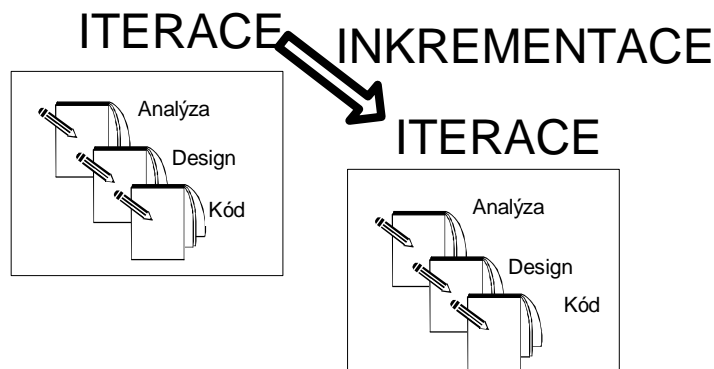 ITERACE
INKREMENTACE
Analýza
Design
Kód
ITERACE
Analýza
Design
Kód